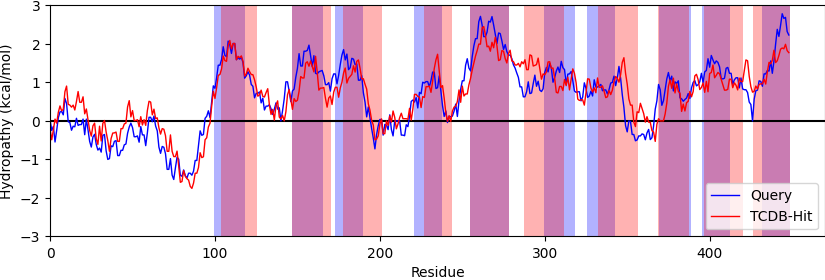 3
2
1
0
−1
−2
−3
Hydropathy (kcal/mol)
Query
TCDB-Hit
0 100 200 300 400
Residue